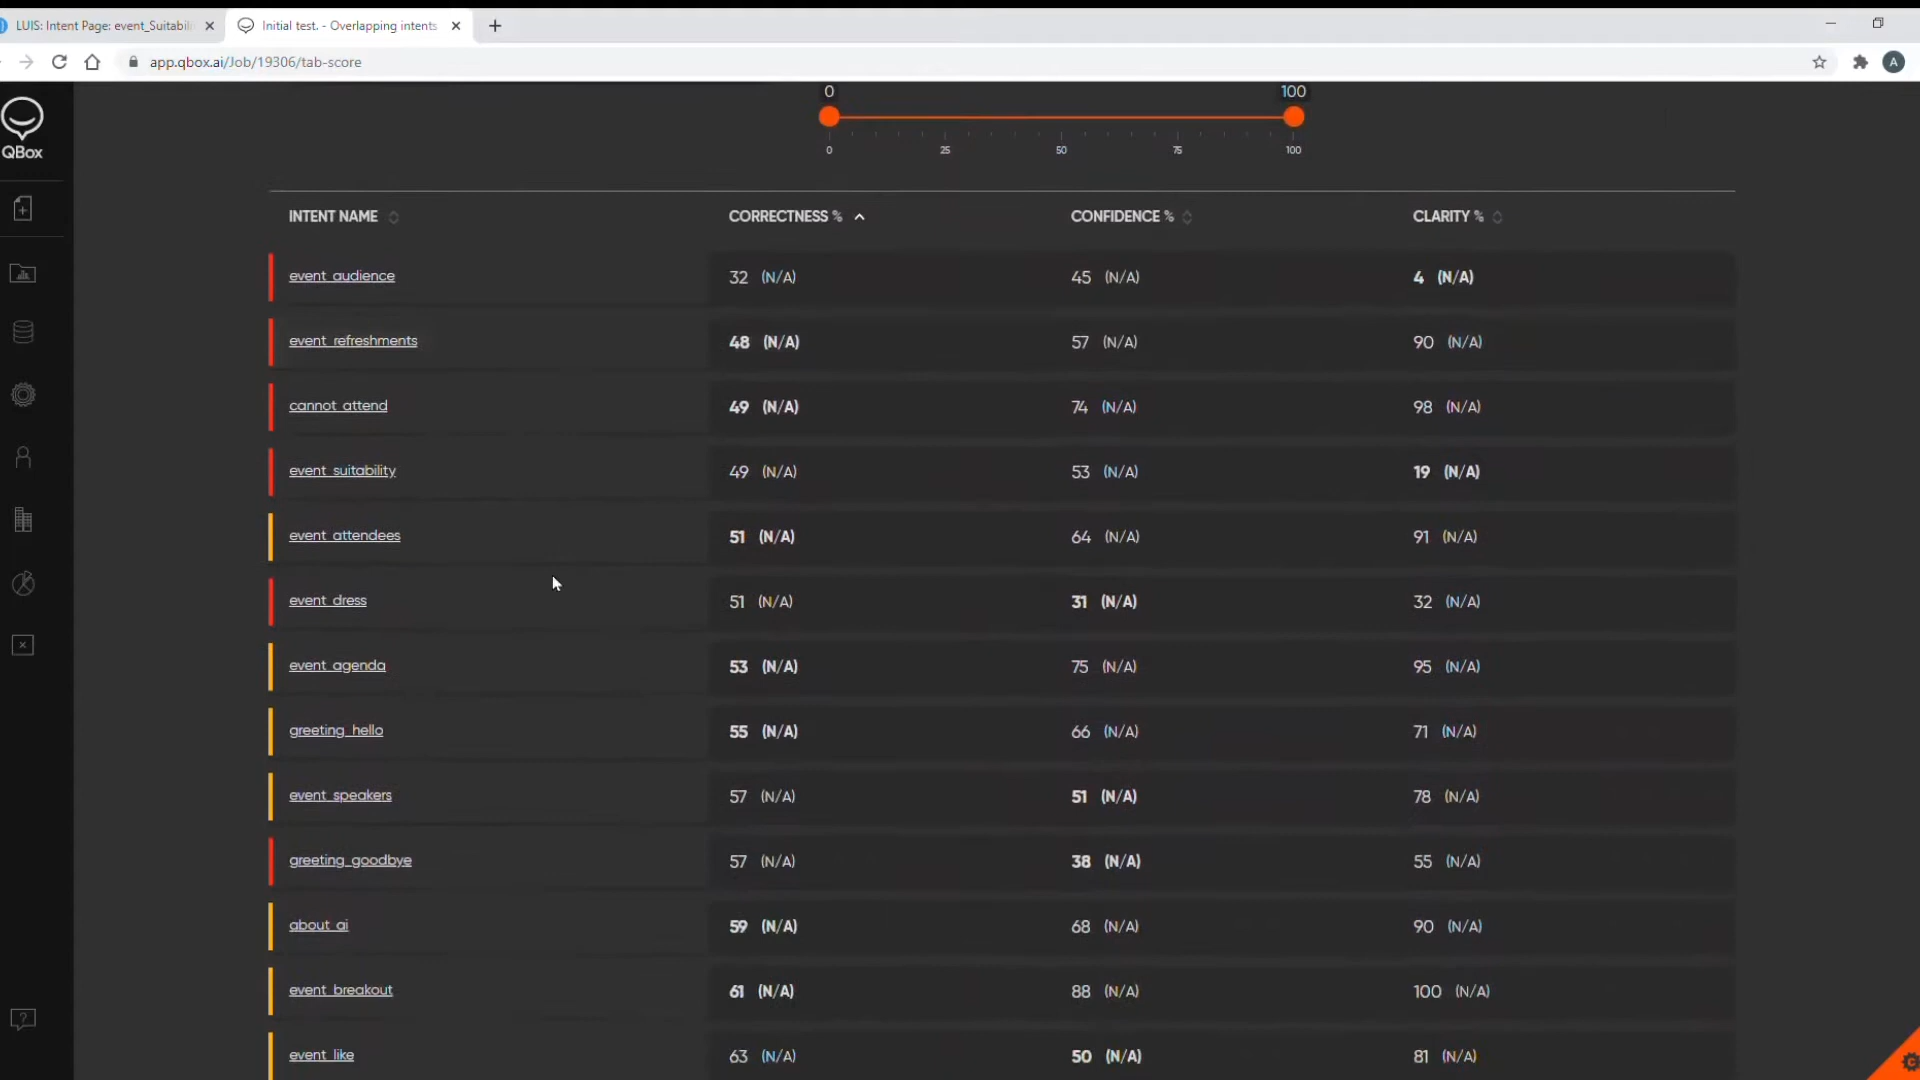 LUIS: Intent Page: event_Suitabili
Initial test. - Overlapping intents
app.qbox.ai/Job/19306/tab-score
A
QBox
0 100
0 25 50 75 100
INTENT NAME CORRECTNESS % CONFIDENCE % CLARITY %
event_audience 32 (N/A) 45 (N/A) 4 (N/A)
event_refreshments 48 (N/A) 57 (N/A) 90 (N/A)
cannot_attend 49 (N/A) 74 (N/A) 98 (N/A)
event_suitability 49 (N/A) 53 (N/A) 19 (N/A)
event_attendees 51 (N/A) 64 (N/A) 91 (N/A)
event_dress 51 (N/A) 31 (N/A) 32 (N/A)
event_agenda 53 (N/A) 75 (N/A) 95 (N/A)
greeting_hello 55 (N/A) 66 (N/A) 71 (N/A)
event_speakers 57 (N/A) 51 (N/A) 78 (N/A)
greeting_goodbye 57 (N/A) 38 (N/A) 55 (N/A)
about_ai 59 (N/A) 68 (N/A) 90 (N/A)
event_breakout 61 (N/A) 88 (N/A) 100 (N/A)
event_like 63 (N/A) 50 (N/A) 81 (N/A)